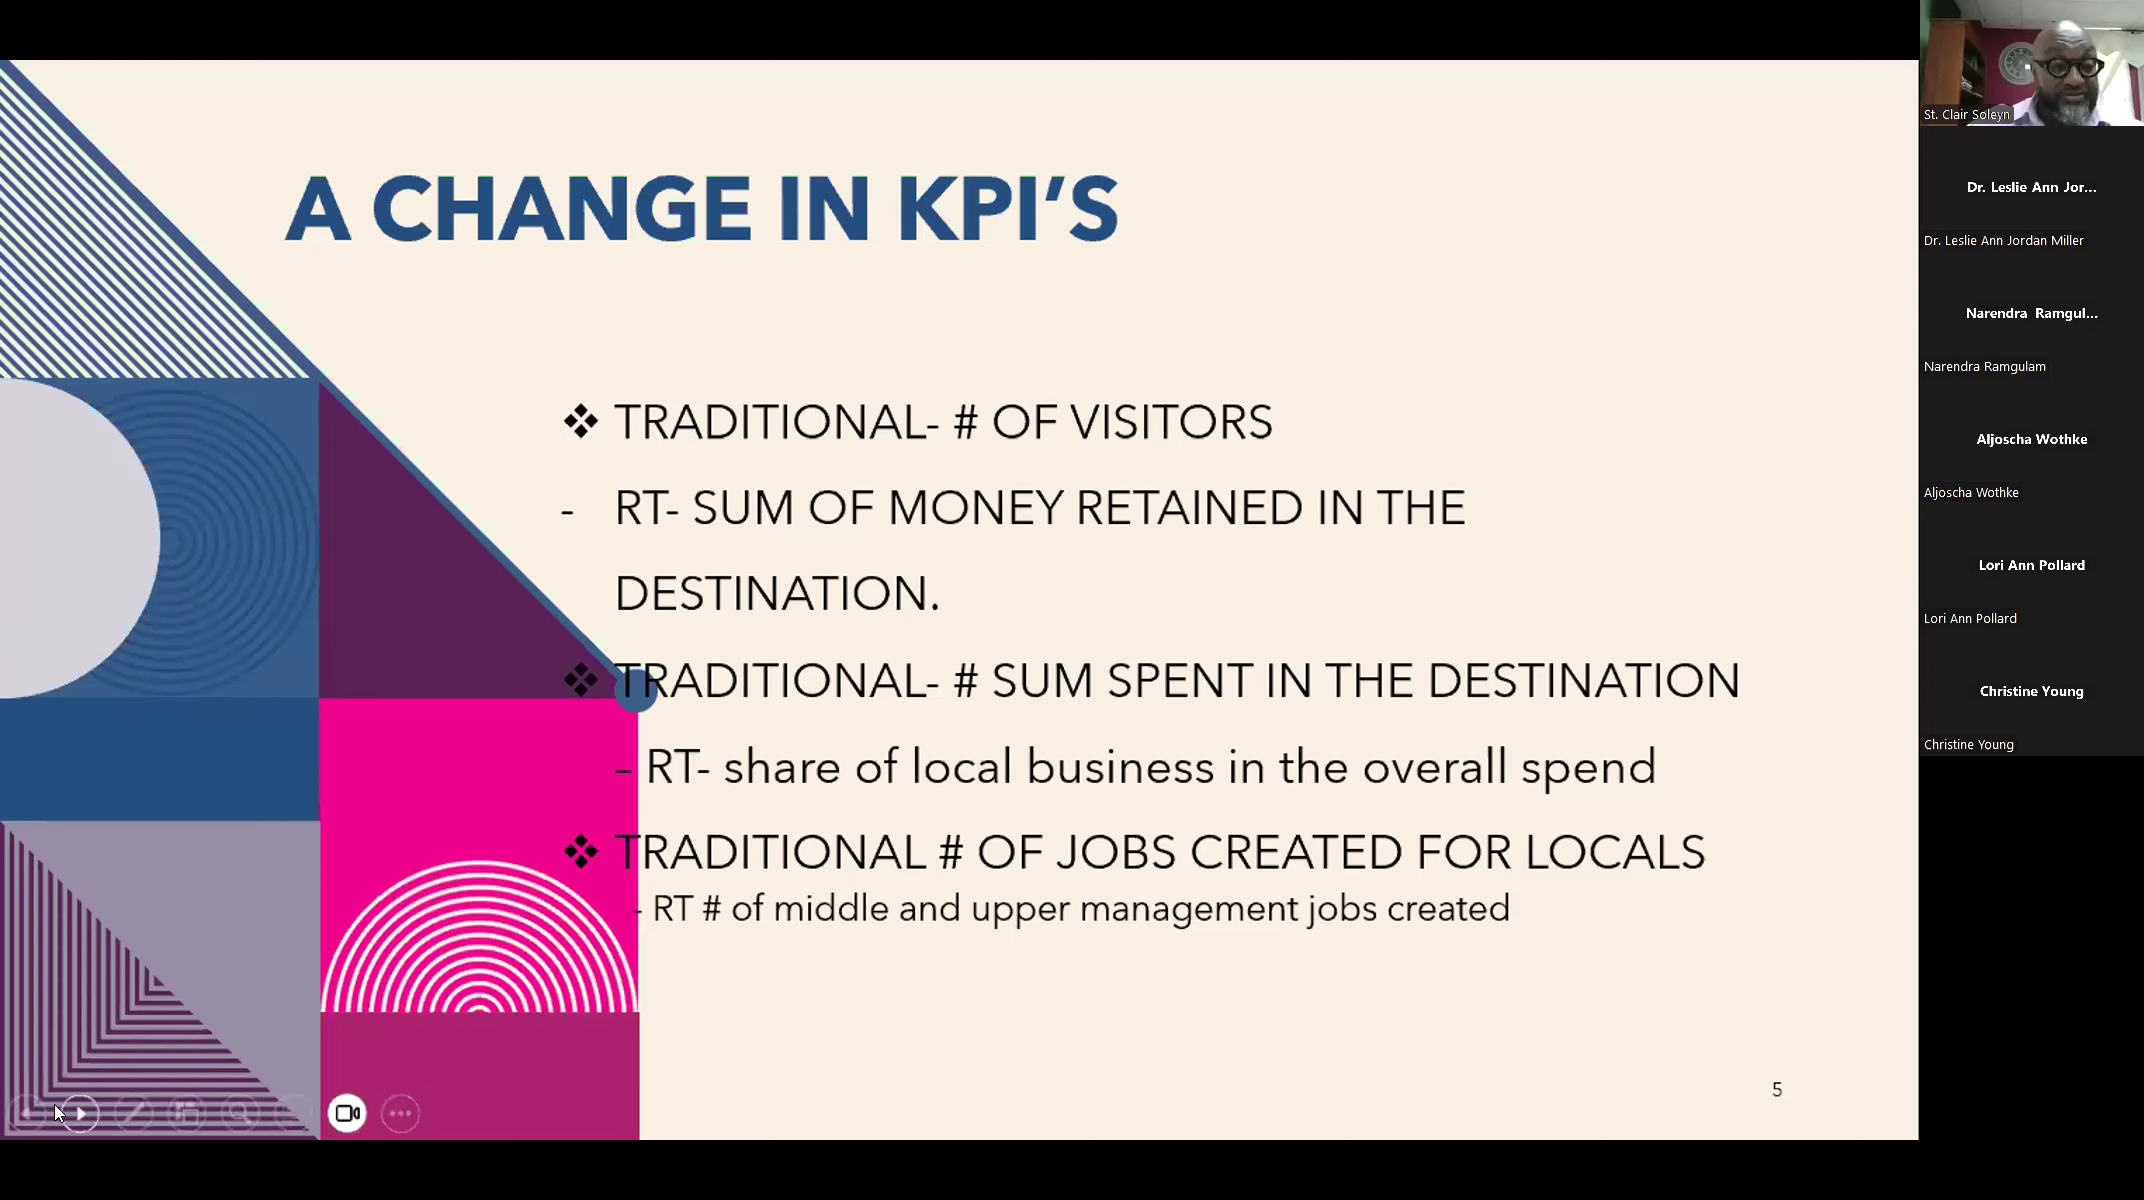 A CHANGE IN KPI'S
❖ TRADITIONAL- # OF VISITORS
- RT- SUM OF MONEY RETAINED IN THE
DESTINATION.
❖ TRADITIONAL- # SUM SPENT IN THE DESTINATION
– RT- share of local business in the overall spend
❖ TRADITIONAL # OF JOBS CREATED FOR LOCALS
- RT # of middle and upper management jobs created
5
St. Clair Soleyn
Dr. Leslie Ann Jor...
Dr. Leslie Ann Jordan Miller
Narendra Ramgul...
Narendra Ramgulam
Aljoscha Wothke
Aljoscha Wothke
Lori Ann Pollard
Lori Ann Pollard
Christine Young
Christine Young